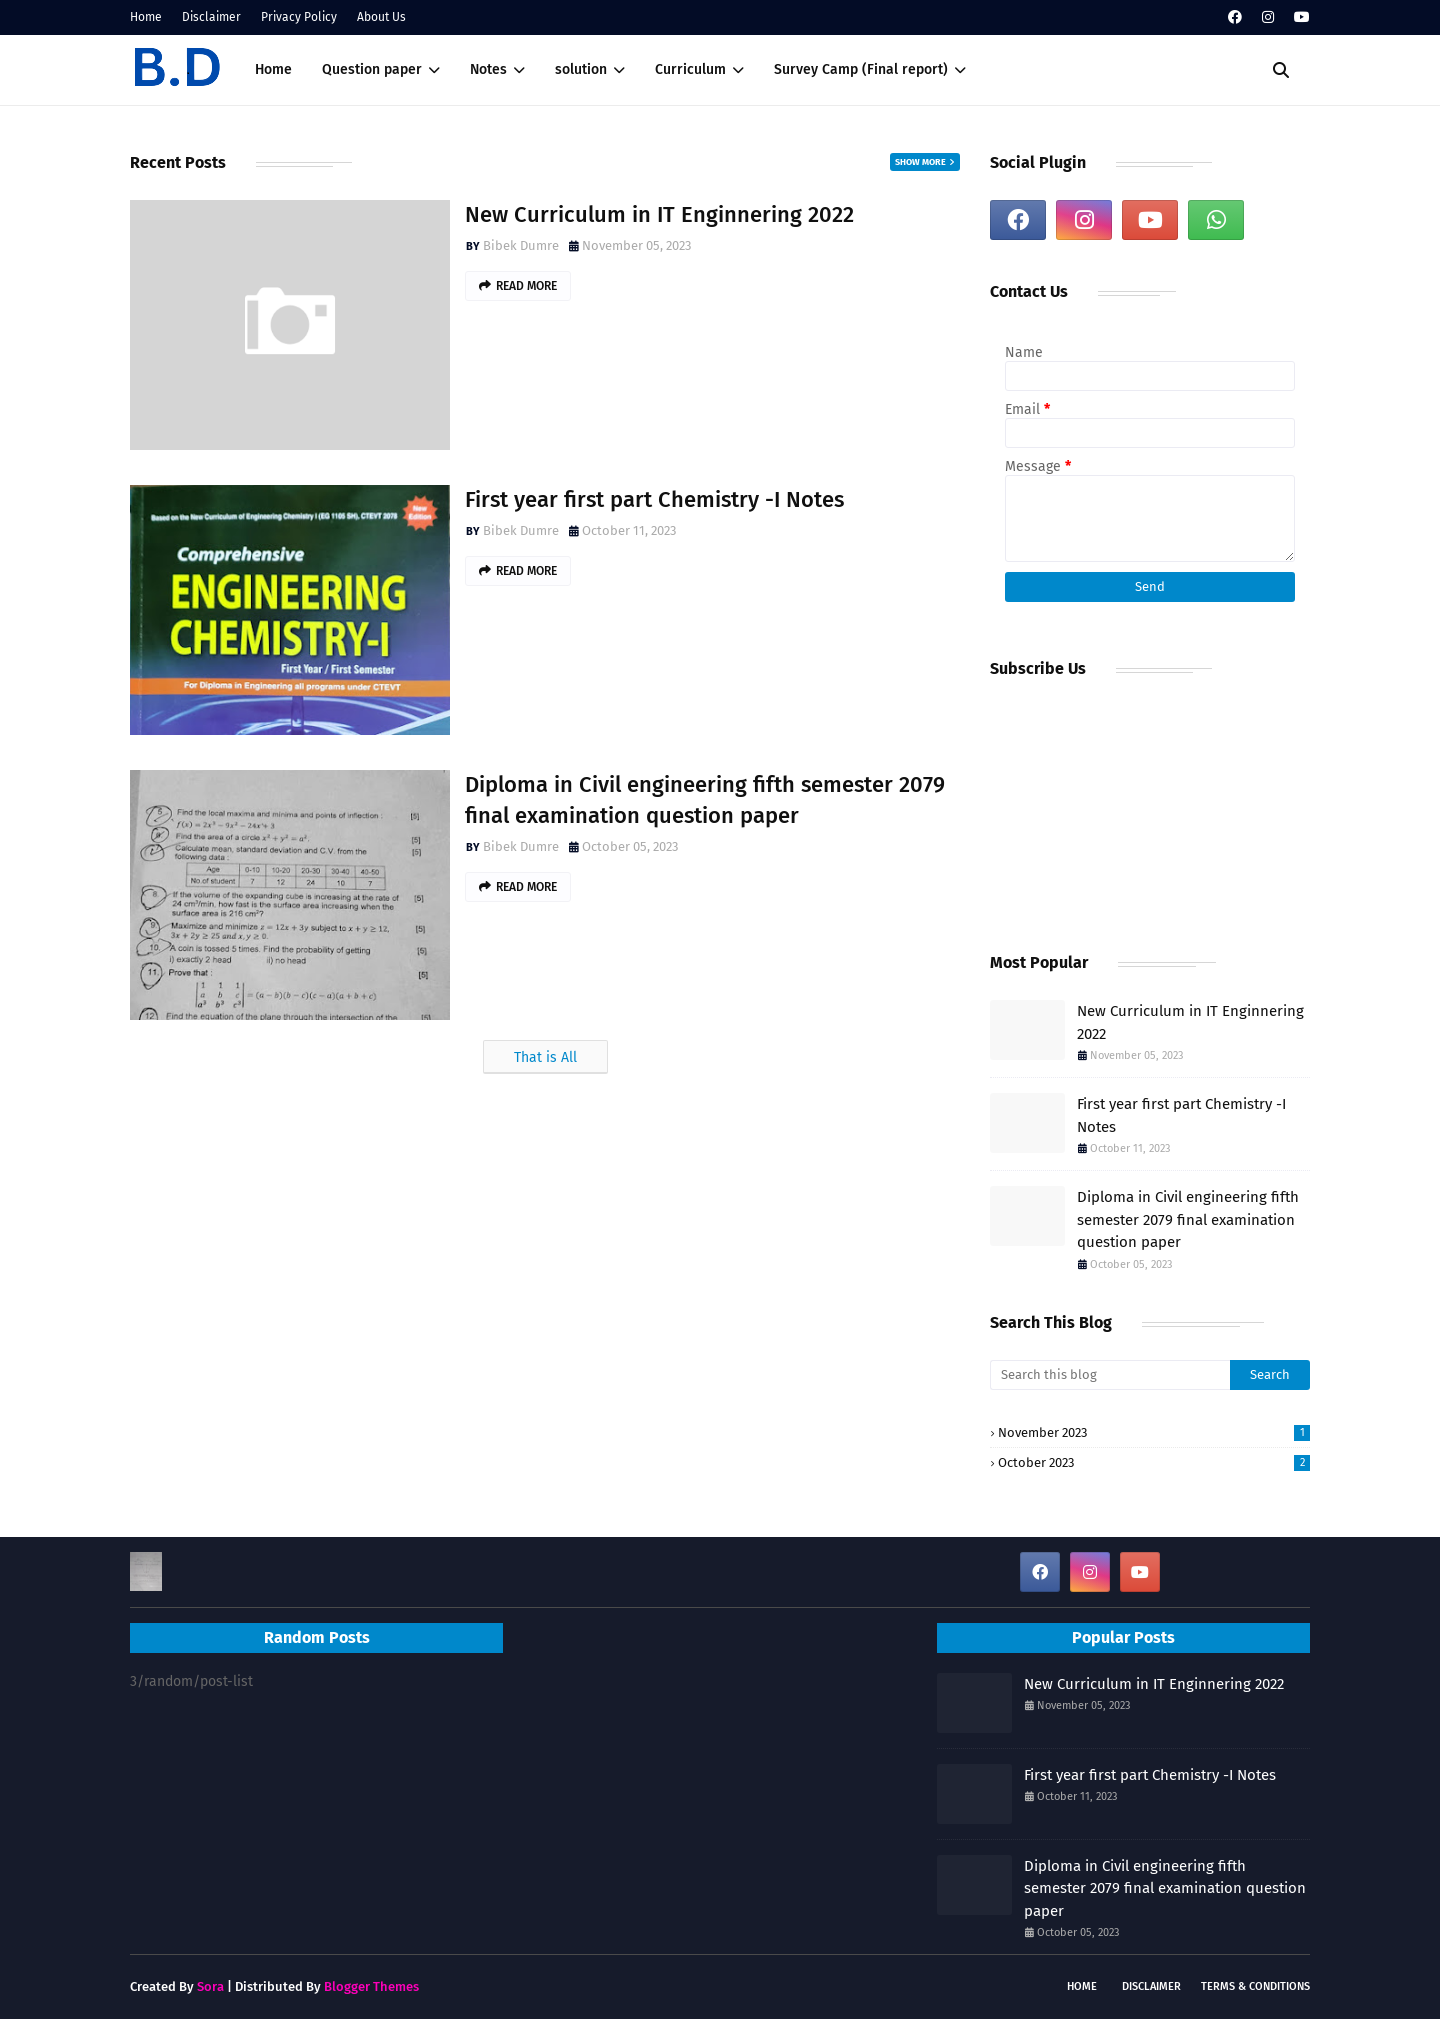 Home Disclaimer Privacy Policy About Us
B.D
Home Question paper Notes solution Curriculum Survey Camp (Final report)
Recent Posts
SHOW MORE
New Curriculum in IT Enginnering 2022
BY Bibek Dumre November 05, 2023
READ MORE
Based on the New Curriculum of Engineering Chemistry I (EG 1105 SH), CTEVT 2078
New
Edition
Comprehensive
ENGINEERING
CHEMISTRY-I
First Year / First Semester
For Diploma in Engineering all programs under CTEVT
First year first part Chemistry -I Notes
BY Bibek Dumre October 11, 2023
READ MORE
5. Find the local maxima and minima and points of inflection : [5]
f(x) = 2x³ - 9x² - 24x + 3
Find the area of a circle x² + y² = a². [5]
Calculate mean, standard deviation and C.V. from the [5]
following data :
Age 0-10 10-20 20-30 30-40 40-50
No.of student 7 12 24 10 7
8. If the volume of the expanding cube is increasing at the rate of [5]
24 cm³/min. how fast is the surface area increasing when the
surface area is 216 cm²?
9. Maximize and minimize z = 12x + 3y subject to x + y ≥ 12, [5]
3x + 2y ≥ 25 and x, y ≥ 0.
10. A coin is tossed 5 times. Find the probability of getting [5]
i) exactly 2 head ii) no head
11. Prove that : [5]
1 1 1
a b c = (a - b)(b - c)(c - a)(a + b + c)
a³ b³ c³
12. Find the equation of the plane through the intersection of the [5]
Diploma in Civil engineering fifth semester 2079
final examination question paper
BY Bibek Dumre October 05, 2023
READ MORE
That is All
Social Plugin
Contact Us
Name
Email *
Message *
Send
Subscribe Us
Most Popular
New Curriculum in IT Enginnering
2022
November 05, 2023
First year first part Chemistry -I
Notes
October 11, 2023
Diploma in Civil engineering fifth
semester 2079 final examination
question paper
October 05, 2023
Search This Blog
Search this blog
Search
November 2023 1
October 2023 2
Random Posts
3/random/post-list
Popular Posts
New Curriculum in IT Enginnering 2022
November 05, 2023
First year first part Chemistry -I Notes
October 11, 2023
Diploma in Civil engineering fifth
semester 2079 final examination question
paper
October 05, 2023
Created By Sora | Distributed By Blogger Themes
HOME DISCLAIMER TERMS & CONDITIONS